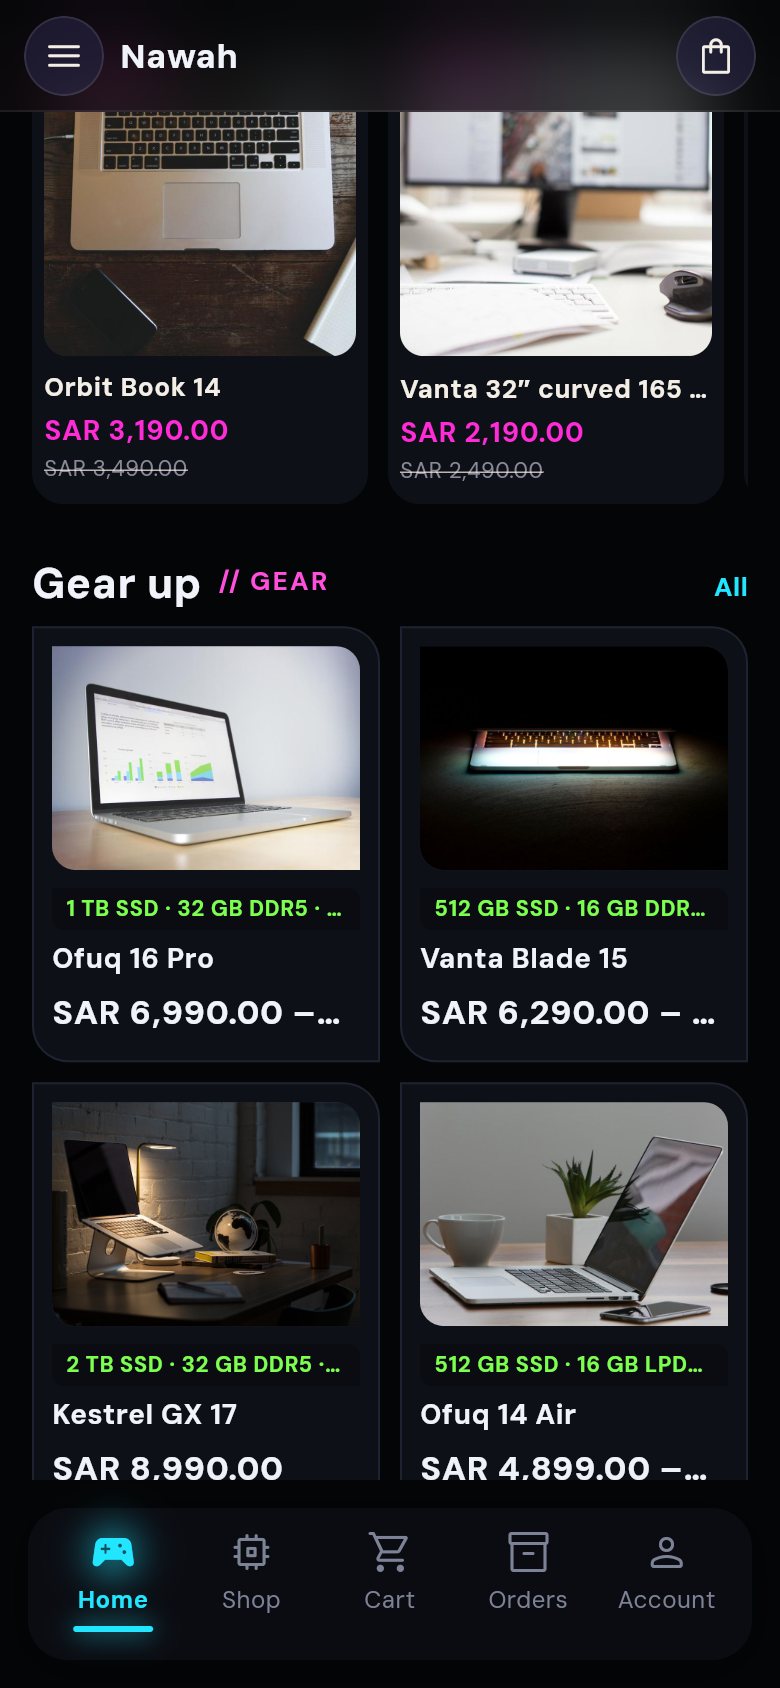 Nawah
Orbit Book 14
SAR 3,190.00
SAR 3,490.00
Vanta 32″ curved 165 ...
SAR 2,190.00
SAR 2,490.00
Gear up // GEAR
All
1 TB SSD · 32 GB DDR5 · ...
Ofuq 16 Pro
SAR 6,990.00 –...
512 GB SSD · 16 GB DDR...
Vanta Blade 15
SAR 6,290.00 – ...
2 TB SSD · 32 GB DDR5 ·...
Kestrel GX 17
SAR 8,990.00
512 GB SSD · 16 GB LPD...
Ofuq 14 Air
SAR 4,899.00 –...
Home
Shop
Cart
Orders
Account